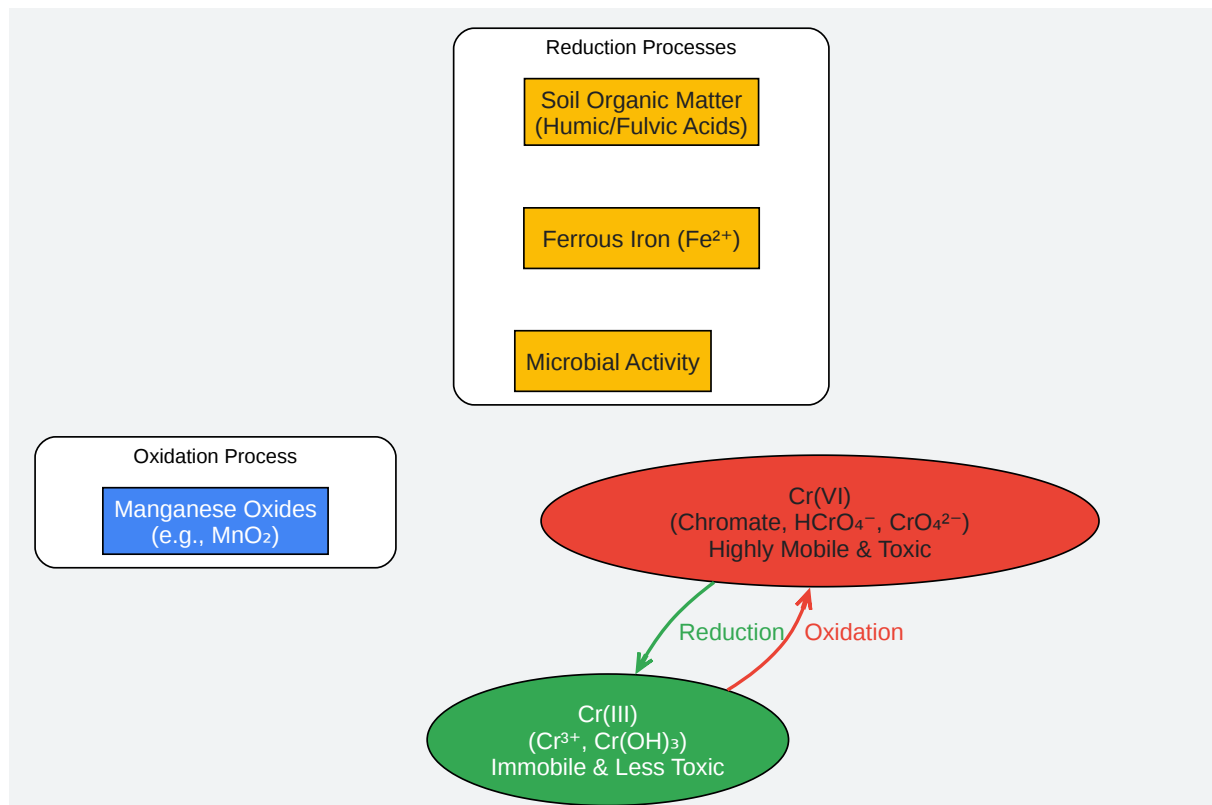 Reduction Processes
Soil Organic Matter
(Humic/Fulvic Acids)
Ferrous Iron (Fe²⁺)
Microbial Activity
Oxidation Process
Manganese Oxides
(e.g., MnO₂)
Cr(VI)
(Chromate, HCrO₄⁻, CrO₄²⁻)
Highly Mobile & Toxic
Reduction
Oxidation
Cr(III)
(Cr³⁺, Cr(OH)₃)
Immobile & Less Toxic